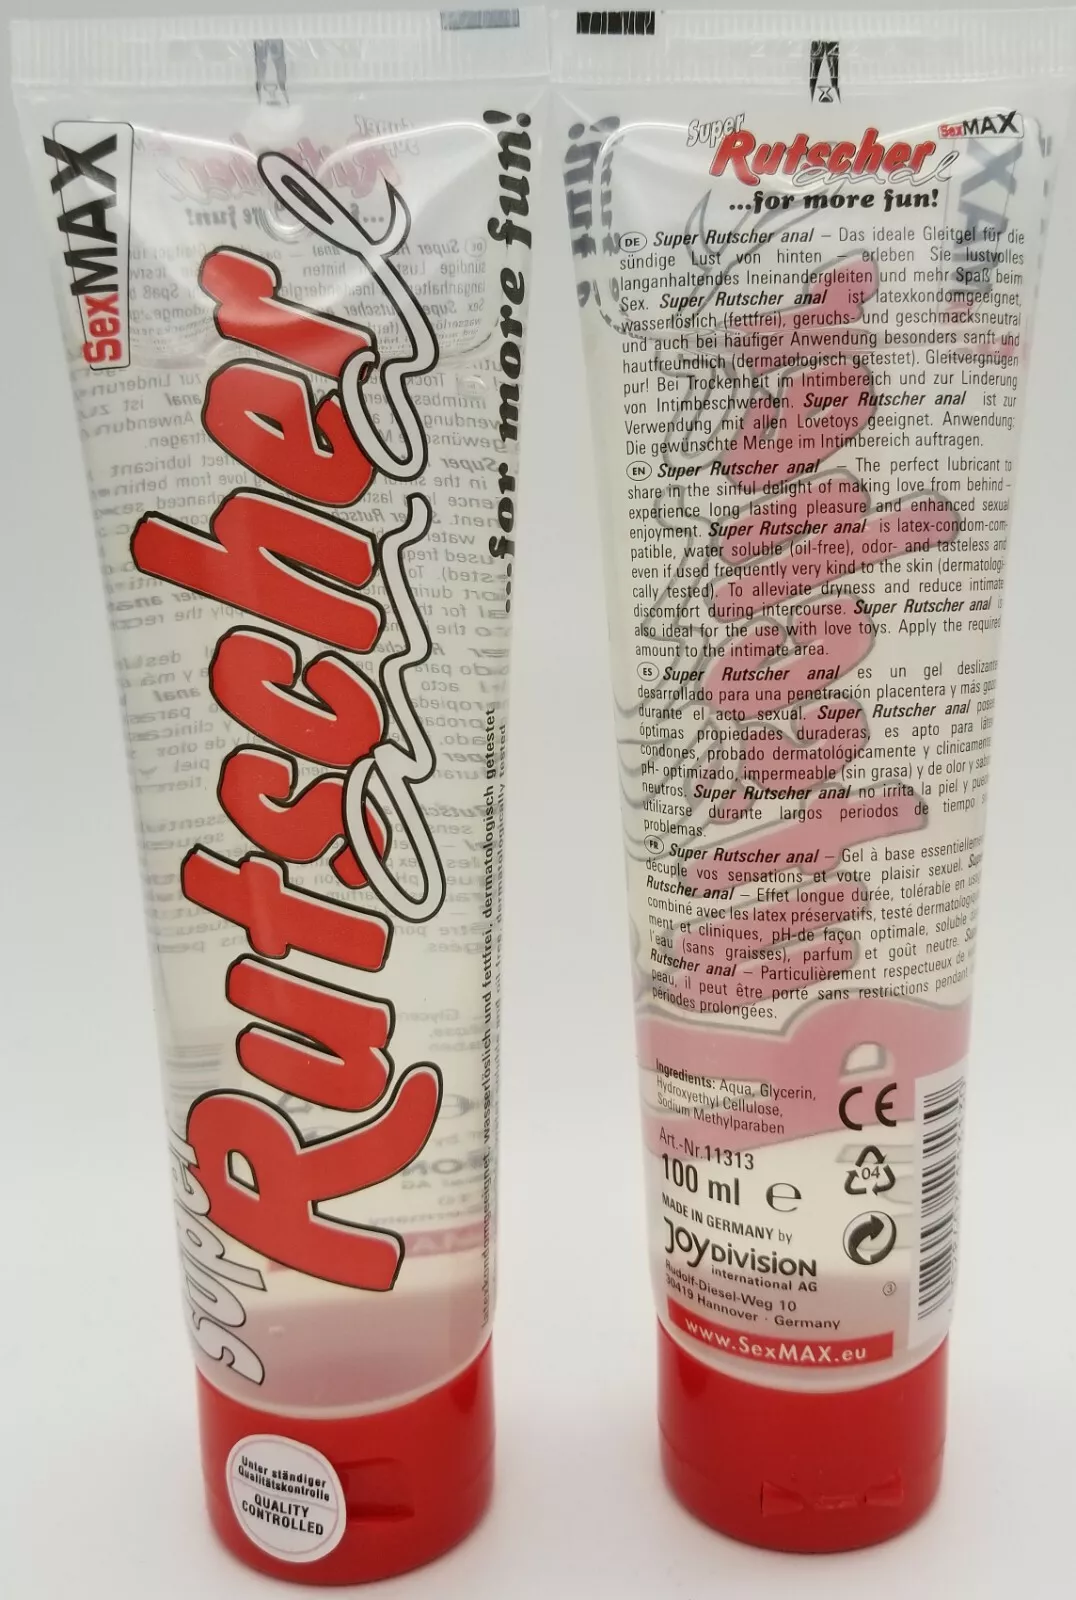 SexMAX
Super
Rutscher
anal
...for more fun!
latexkondomgeeignet, wasserlöslich und fettfrei, dermatologisch getestet
Unter ständiger
Qualitätskontrolle
QUALITY
CONTROLLED
Super
Rutscher
anal
SexMAX
...for more fun!
DE Super Rutscher anal – Das ideale Gleitgel für die
sündige Lust von hinten – erleben Sie lustvolles
langanhaltendes Ineinandergleiten und mehr Spaß beim
Sex. Super Rutscher anal ist latexkondomgeeignet,
wasserlöslich (fettfrei), geruchs- und geschmacksneutral
und auch bei häufiger Anwendung besonders sanft und
hautfreundlich (dermatologisch getestet). Gleitvergnügen
pur! Bei Trockenheit im Intimbereich und zur Linderung
von Intimbeschwerden. Super Rutscher anal ist zur
Verwendung mit allen Lovetoys geeignet. Anwendung:
Die gewünschte Menge im Intimbereich auftragen.
EN Super Rutscher anal – The perfect lubricant to
share in the sinful delight of making love from behind -
experience long lasting pleasure and enhanced sexual
enjoyment. Super Rutscher anal is latex-condom-com-
patible, water soluble (oil-free), odor- and tasteless and
even if used frequently very kind to the skin (dermatologi-
cally tested). To alleviate dryness and reduce intimate
discomfort during intercourse. Super Rutscher anal is
also ideal for the use with love toys. Apply the required
amount to the intimate area.
ES Super Rutscher anal es un gel deslizante
desarrollado para una penetración placentera y más
durante el acto sexual. Super Rutscher anal
óptimas propiedades duraderas, es apto para
condones, probado dermatológicamente y clinicamente
pH- optimizado, impermeable (sin grasa) y de olor y
neutros. Super Rutscher anal no irrita la piel y
utilizarse durante largos periodos de tiempo
problemas.
FR Super Rutscher anal – Gel à base
décuple vos sensations et votre plaisir sexuel.
Rutscher anal – Effet longue durée, tolérable en
combiné avec les latex préservatifs, testé
ment et cliniques, pH-de façon optimale, soluble
l'eau (sans graisses), parfum et goût neutre.
Rutscher anal – Particulièrement respectueux de
peau, il peut être porté sans restrictions pendant
périodes prolongées.
Ingredients: Aqua, Glycerin,
Hydroxyethyl Cellulose,
Sodium Methylparaben
CE
Art.-Nr.11313
100 ml e
04
MADE IN GERMANY by
JOYDIVISION
international AG
Rudolf-Diesel-Weg 10
30419 Hannover · Germany
www.SexMAX.eu